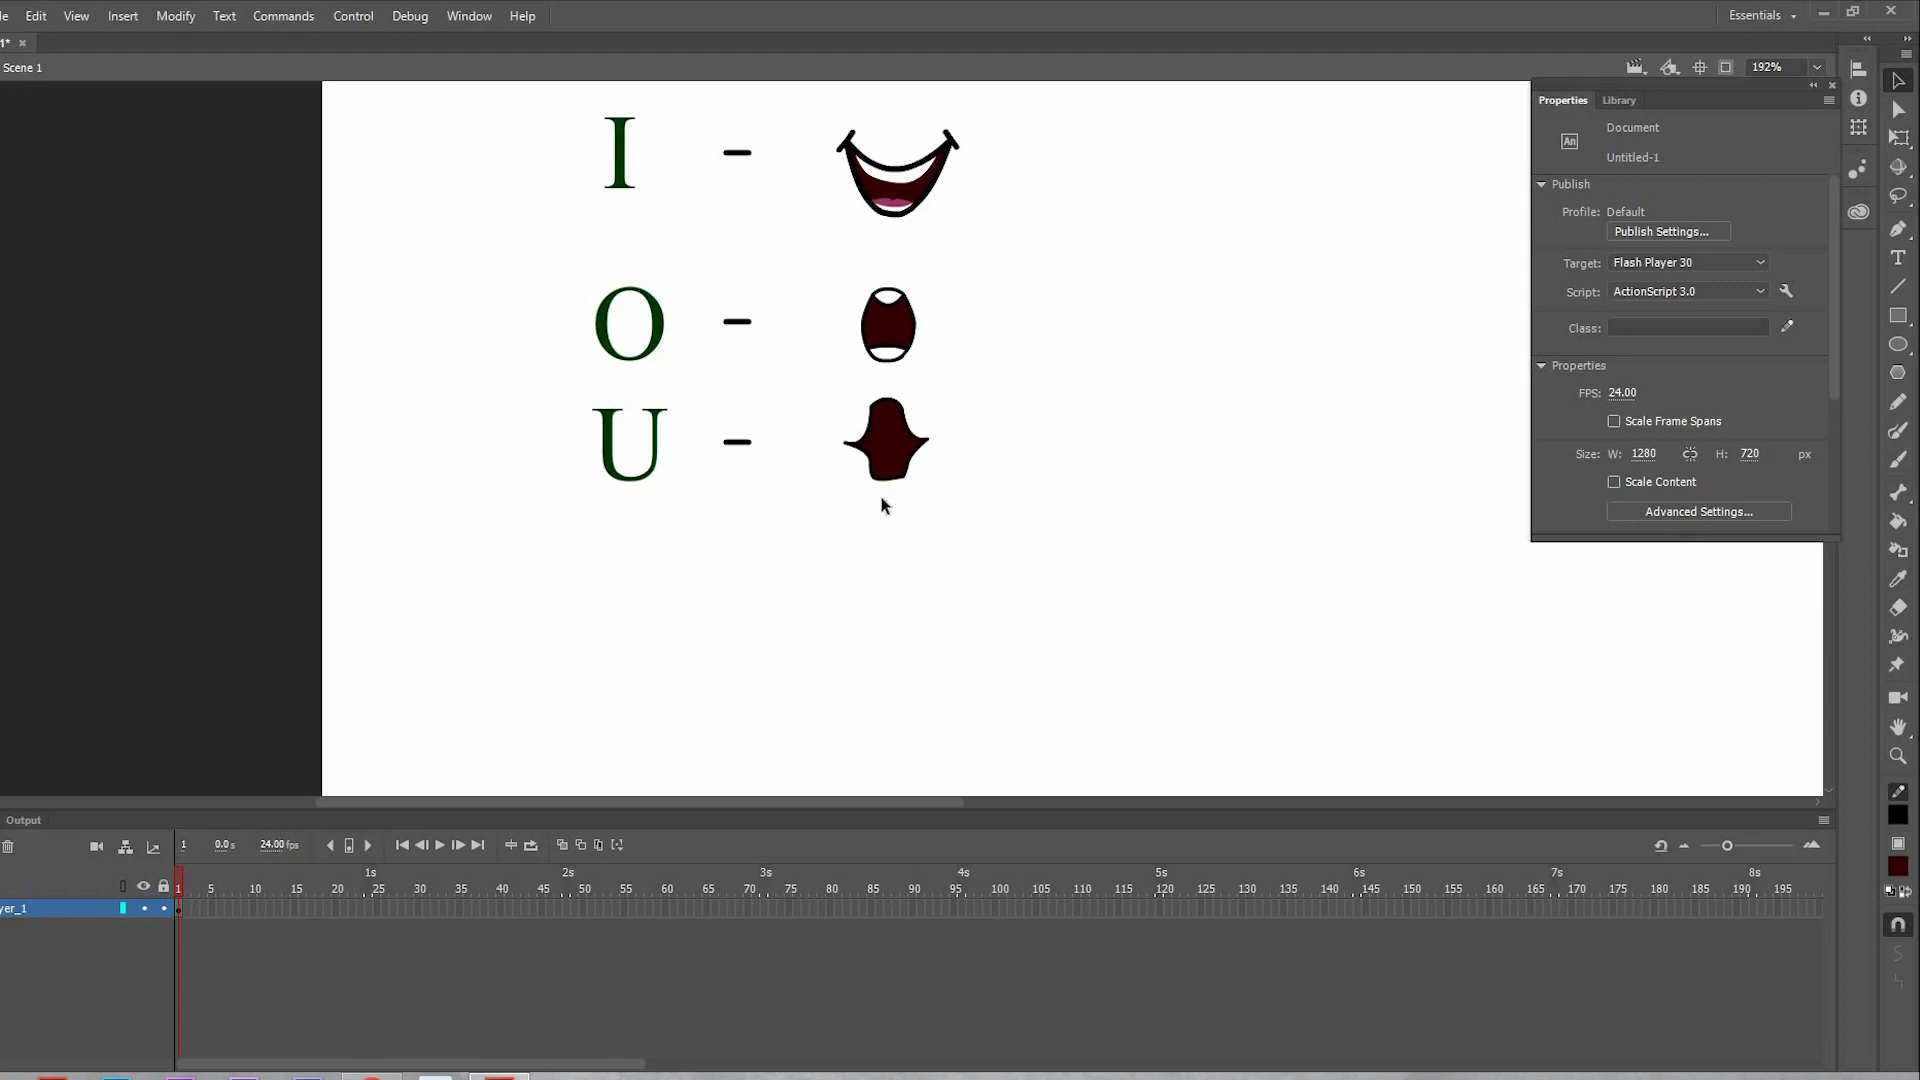 Edit View Insert Modify Text Commands Control Debug Window Help
Essentials
1*
Scene 1
192%
Properties Library
Document
An
Untitled-1
Publish
Profile: Default
Publish Settings...
Target: Flash Player 30
Script: ActionScript 3.0
Class:
Properties
FPS: 24.00
Scale Frame Spans
Size: W: 1280 H: 720 px
Scale Content
Advanced Settings...
I -
O -
U -
Output
1 0.0 s 24.00 fps
1s 2s 3s 4s 5s 6s 7s 8s
1 5 10 15 20 25 30 35 40 45 50 55 60 65 70 75 80 85 90 95 100 105 110 115 120 125 130 135 140 145 150 155 160 165 170 175 180 185 190 195
yer_1